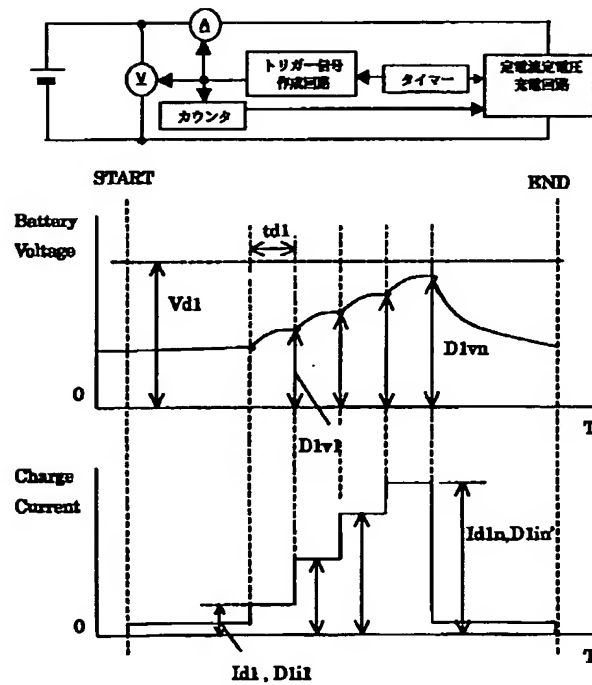 A
V
トリガー信号
作成回路
タイマー
定電流定電圧
充電回路
カウンタ
START
END
Battery
Voltage
td1
Vd1
D1vn
0
T
D1v1
Charge
Current
Id1n,D1in
0
T
Id1, D1i1